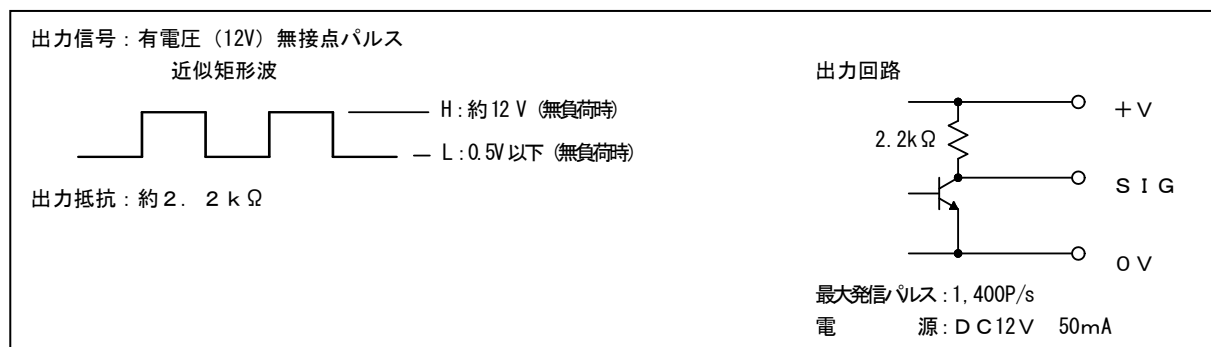 出力信号：有電圧（12V）無接点パルス
近似矩形波
H：約12 V（無負荷時）
L：0.5V以下（無負荷時）
出力抵抗：約２．２ｋΩ
出力回路
＋Ｖ
2.2kΩ
ＳＩＧ
０Ｖ
最大発信パルス：1,400P/s
電　　　源：ＤＣ12Ｖ　50mA